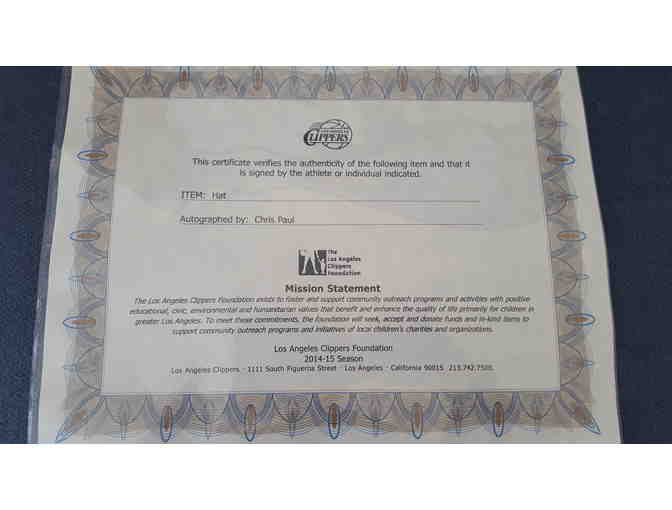 LOS ANGELES
CLIPPERS
This certificate verifies the authenticity of the following item and that it
is signed by the athlete or individual indicated.
ITEM: Hat
Autographed by: Chris Paul
The
Los Angeles
Clippers
Foundation
Mission Statement
The Los Angeles Clippers Foundation exists to foster and support community outreach programs and activities with positive
educational, civic, environmental and humanitarian values that benefit and enhance the quality of life primarily for children in
greater Los Angeles. To meet these commitments, the foundation will seek, accept and donate funds and in-kind items to
support community outreach programs and initiatives of local children's charities and organizations.
Los Angeles Clippers Foundation
2014-15 Season
Los Angeles Clippers · 1111 South Figueroa Street · Los Angeles · California 90015 213.742.7500.